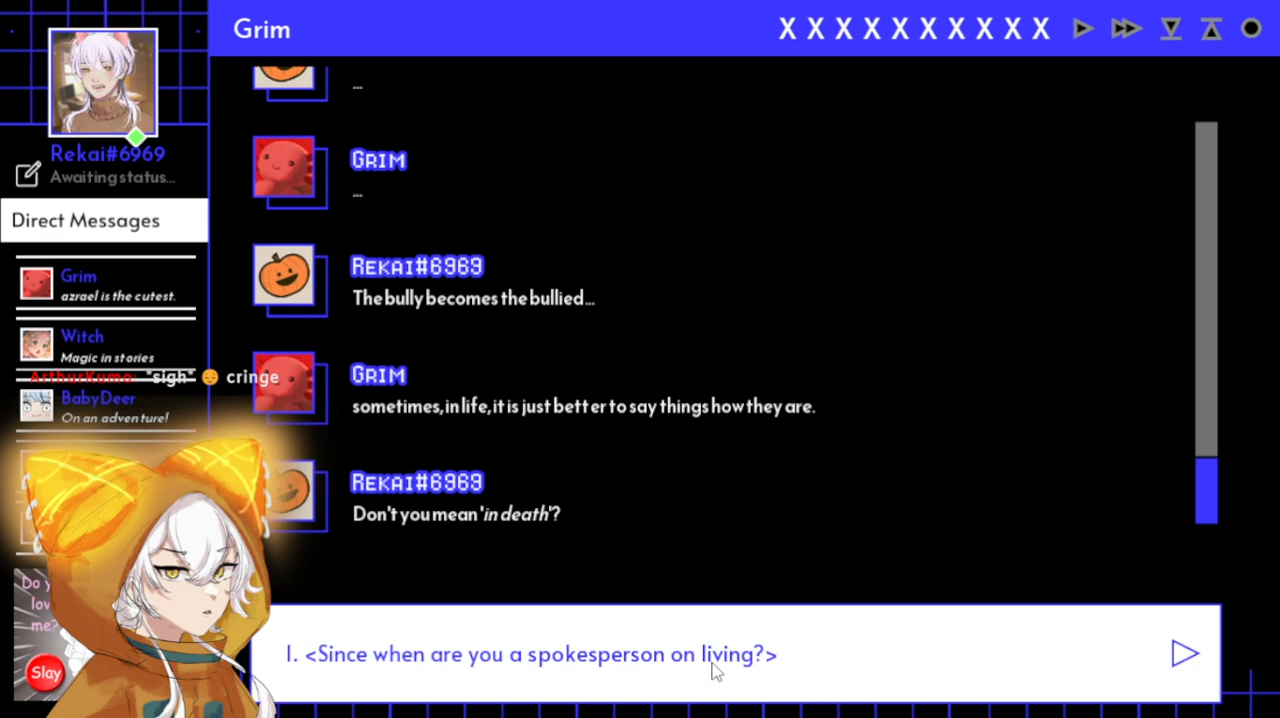 Grim
X X X X X X X X X X
Rekai#6969
Awaiting status...
Direct Messages
Grim
azrael is the cutest.
Witch
Magic in stories
ArthurKumo: *sigh* 😔 cringe
BabyDeer
On an adventure!
Do y
lov
me?
Slay
...
GRIM
...
REKAI#6969
The bully becomes the bullied...
GRIM
sometimes, in life, it is just better to say things how they are.
REKAI#6969
Don't you mean 'in death'?
1. <Since when are you a spokesperson on living?>